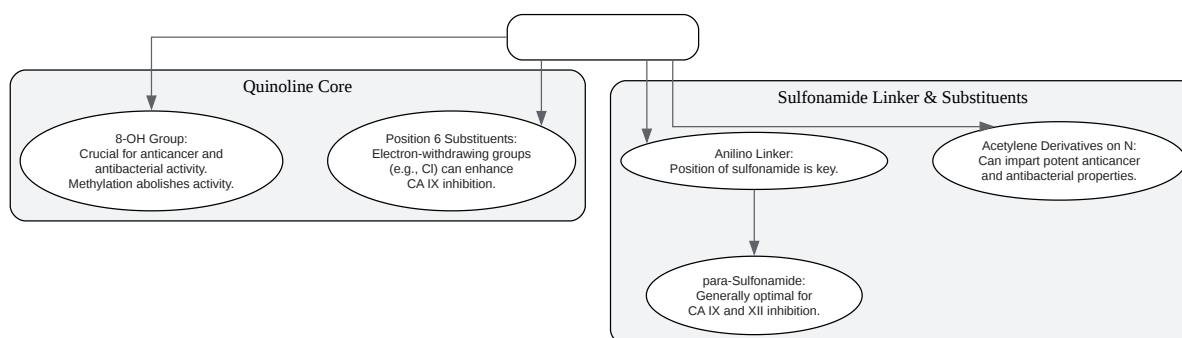 Quinoline Core
8-OH Group:
Crucial for anticancer and
antibacterial activity.
Methylation abolishes activity.
Position 6 Substituents:
Electron-withdrawing groups
(e.g., Cl) can enhance
CA IX inhibition.
Sulfonamide Linker & Substituents
Anilino Linker:
Position of sulfonamide is key.
Acetylene Derivatives on N:
Can impart potent anticancer
and antibacterial properties.
para-Sulfonamide:
Generally optimal for
CA IX and XII inhibition.